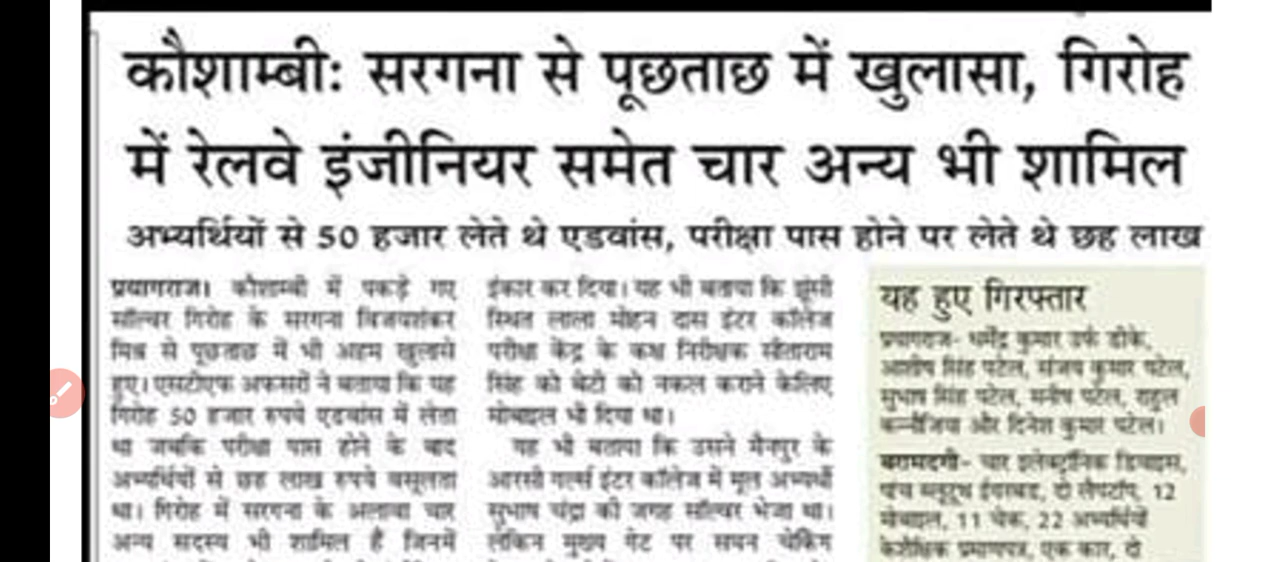 कौशाम्बी: सरगना से पूछताछ में खुलासा, गिरोह
में रेलवे इंजीनियर समेत चार अन्य भी शामिल
अभ्यर्थियों से 50 हजार लेते थे एडवांस, परीक्षा पास होने पर लेते थे छह लाख
प्रयागराज। कौशाम्बी में पकड़े गए
सॉल्वर गिरोह के सरगना विजयशंकर
मिश्र से पूछताछ में भी अहम खुलासे
हुए। एसटीएफ अफसरों ने बताया कि यह
गिरोह 50 हजार रुपये एडवांस में लेता
था जबकि परीक्षा पास होने के बाद
अभ्यर्थियों से छह लाख रुपये वसूलता
था। गिरोह में सरगना के अलावा चार
अन्य सदस्य भी शामिल हैं जिनमें
इंकार कर दिया। यह भी बताया कि झूंसी
स्थित लाला मोहन दास इंटर कॉलेज
परीक्षा केंद्र के कक्ष निरीक्षक सीताराम
सिंह को बेटी को नकल कराने केलिए
मोबाइल भी दिया था।
यह भी बताया कि उसने मैनपुर के
आरसी गर्ल्स इंटर कॉलेज में मूल अभ्यर्थी
सुभाष चंद्रा की जगह सॉल्वर भेजा था।
लेकिन मुख्य गेट पर सघन चेकिंग
यह हुए गिरफ्तार
प्रयागराज- धर्मेंद्र कुमार उर्फ डीके,
आशीष सिंह पटेल, संजय कुमार पटेल,
सुभाष सिंह पटेल, मनीष पटेल, राहुल
कन्नौजिया और दिनेश कुमार पटेल।
बरामदगी- चार इलेक्ट्रॉनिक डिवाइस,
पांच ब्लूटूथ ईयरबड, दो लैपटॉप, 12
मोबाइल, 11 चेक, 22 अभ्यर्थियों
केशैक्षिक प्रमाणपत्र, एक कार, दो